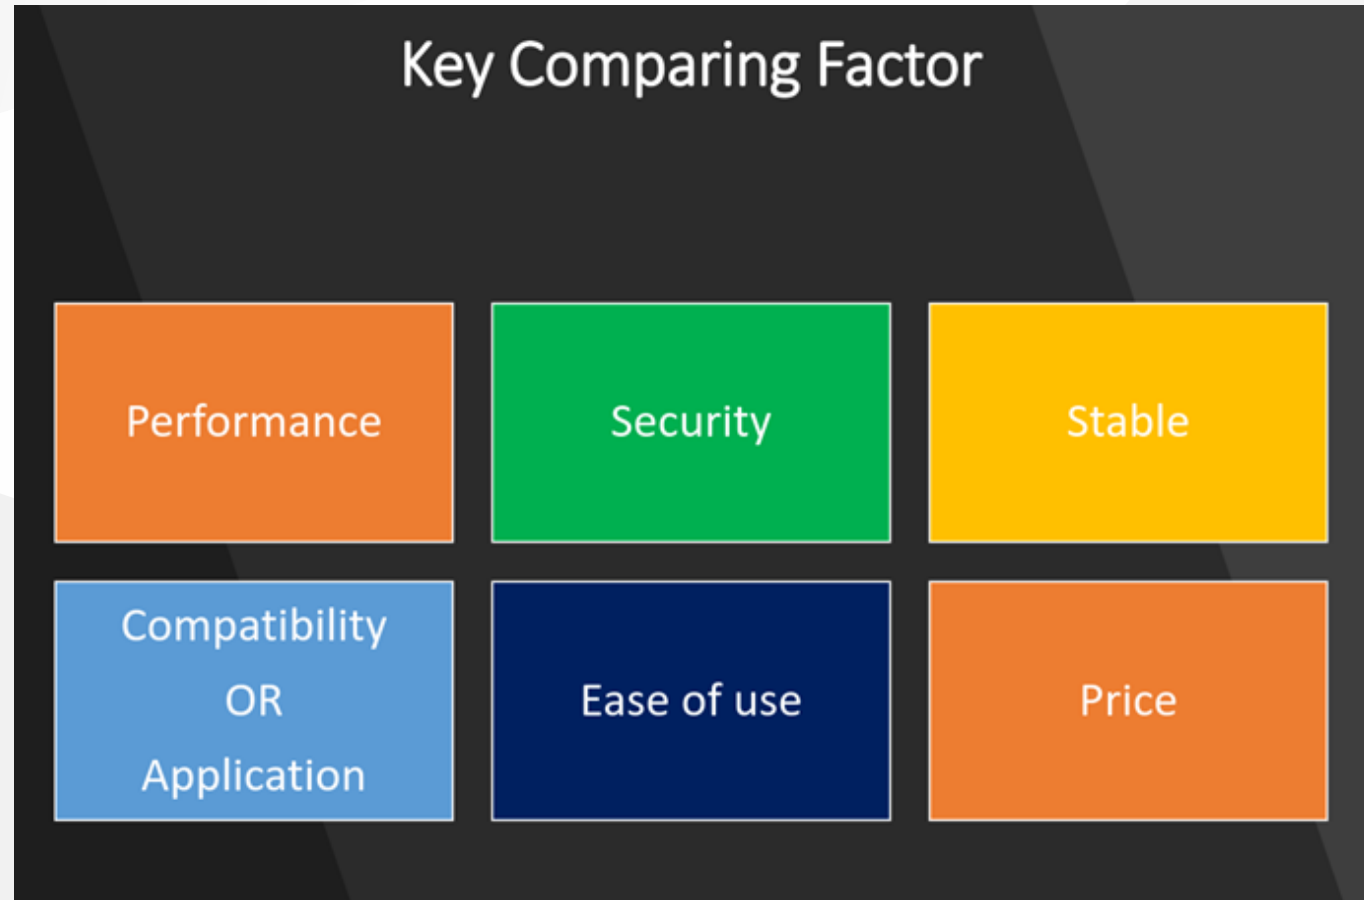 Key Comparing Factor
Performance
Security
Stable
Compatibility
OR
Application
Ease of use
Price